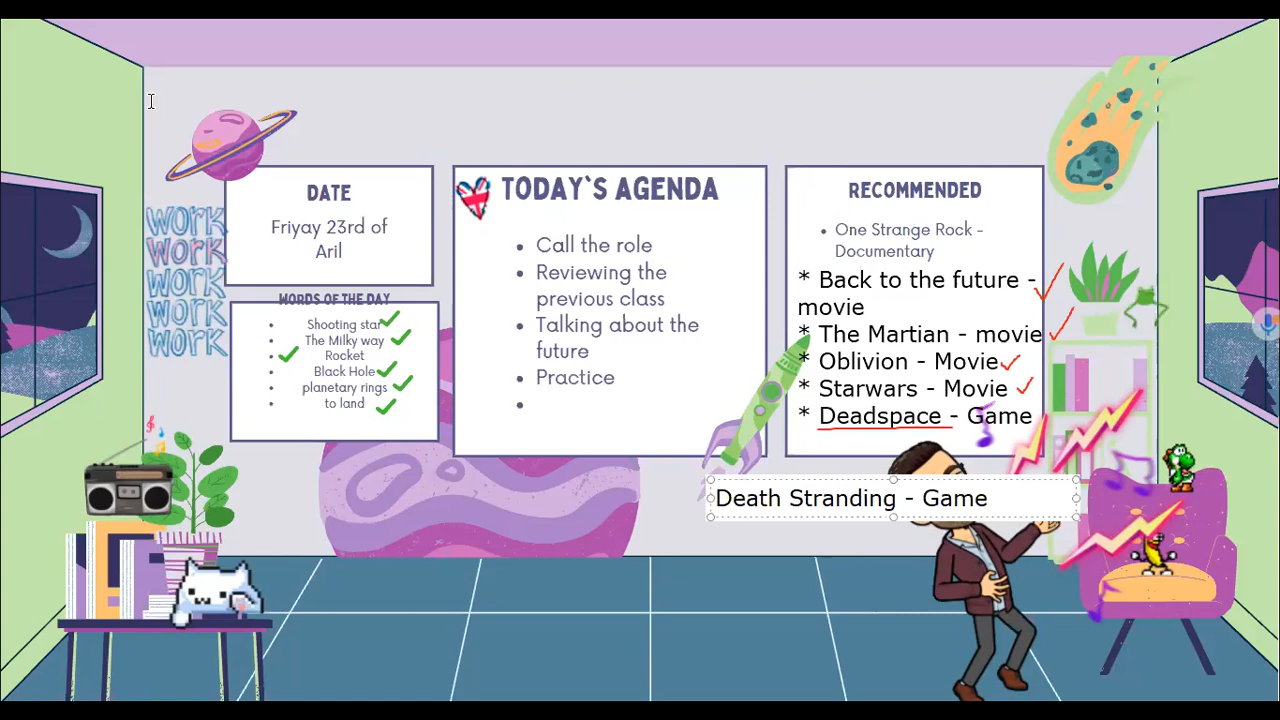 DATE
Friyay 23rd of
Aril
WORK
WORK
WORK
WORK
WORK
WORDS OF THE DAY
• Shooting star
• The Milky way
• Rocket
• Black Hole
• planetary rings
• to land
TODAY`S AGENDA
• Call the role
• Reviewing the
previous class
• Talking about the
future
• Practice
•
RECOMMENDED
• One Strange Rock -
Documentary
* Back to the future -
movie
* The Martian - movie
* Oblivion - Movie
* Starwars - Movie
* Deadspace - Game
Death Stranding - Game